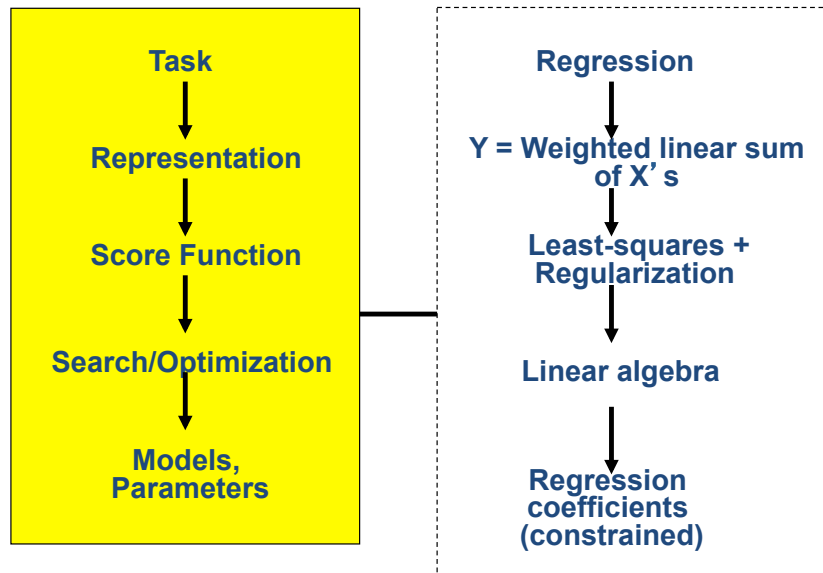 Task
Representation
Score Function
Search/Optimization
Models,
Parameters
Regression
Y = Weighted linear sum
of X’s
Least-squares +
Regularization
Linear algebra
Regression
coefficients
(constrained)